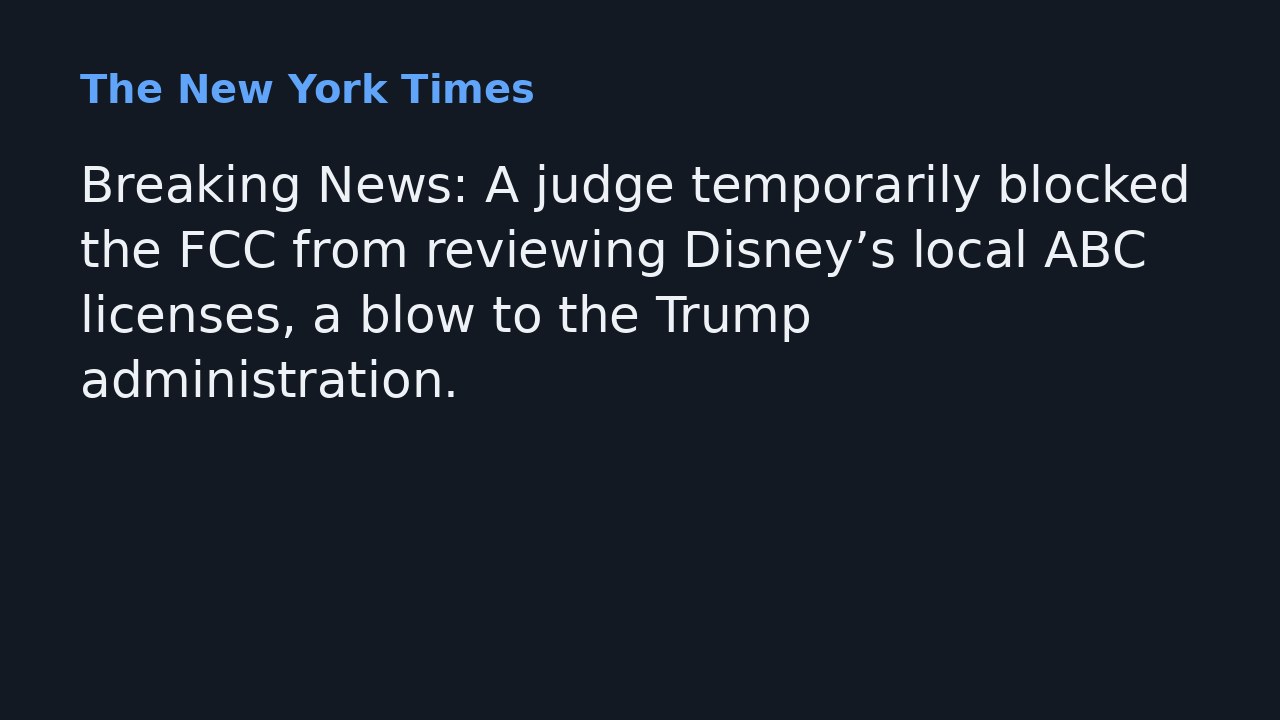 The New York Times
Breaking News: A judge temporarily blocked
the FCC from reviewing Disney’s local ABC
licenses, a blow to the Trump
administration.